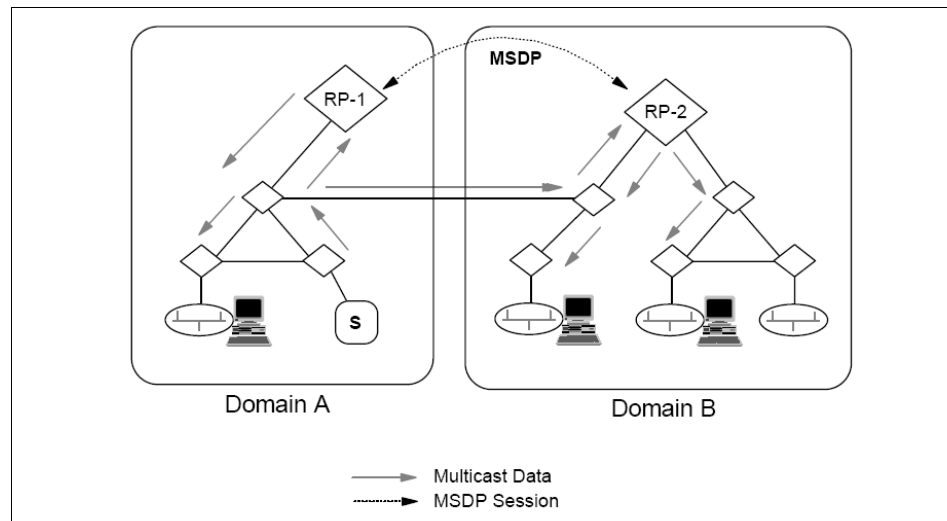 MSDP
RP-1
RP-2
S
Domain A
Domain B
Multicast Data
MSDP Session